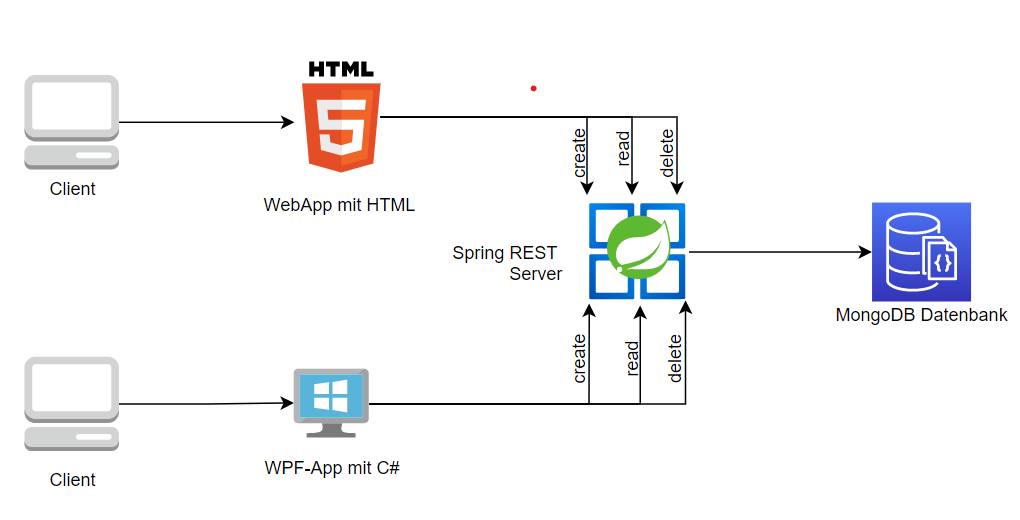 HTML
Client
WebApp mit HTML
create
read
delete
Spring REST
Server
MongoDB Datenbank
create
read
delete
Client
WPF-App mit C#